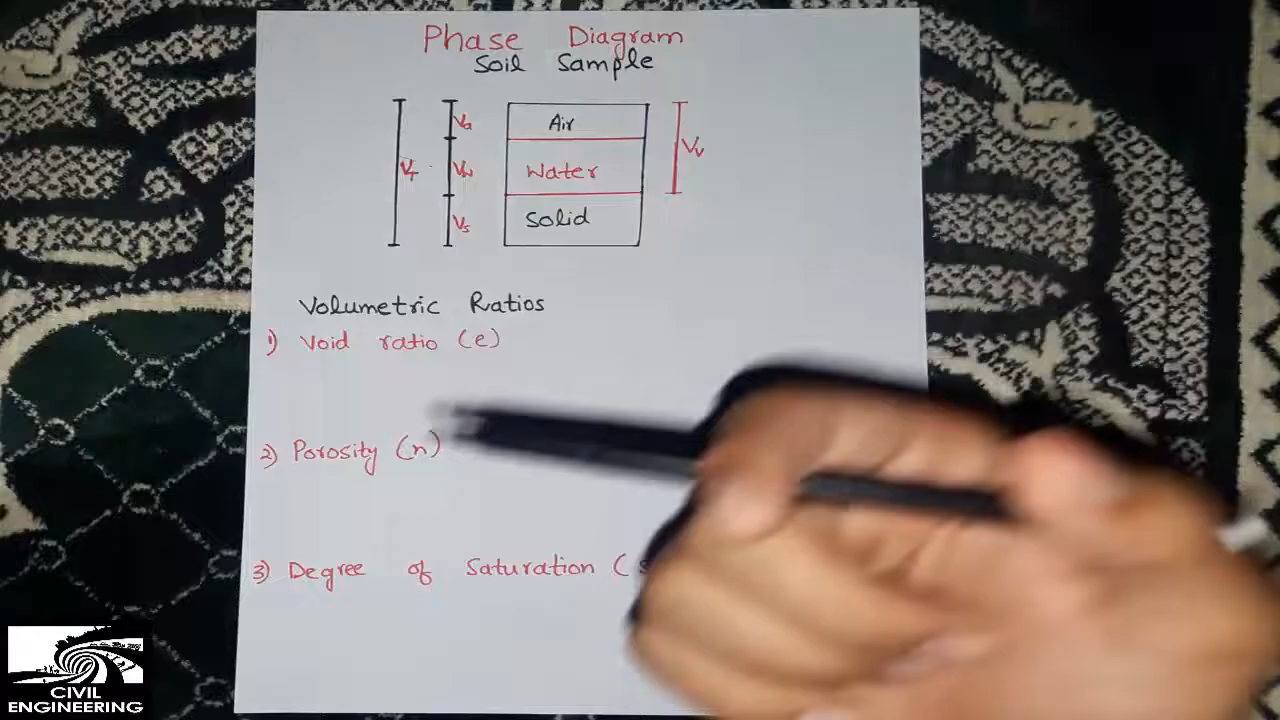 Phase Diagram
Soil Sample
Va
Air
VT
Vw
Water
Vv
Vs
Solid
Volumetric Ratios
1) Void ratio (e)
2) Porosity (n)
3) Degree of Saturation (
CIVIL
ENGINEERING